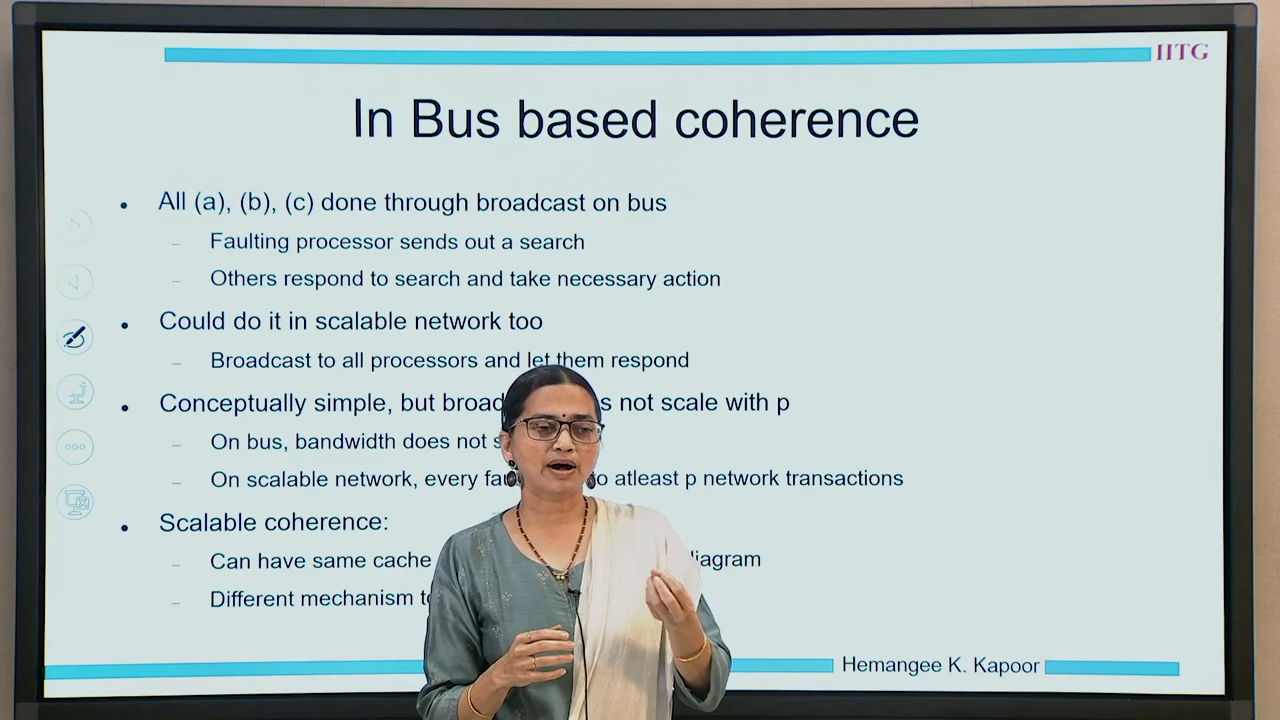 IITG
In Bus based coherence
• All (a), (b), (c) done through broadcast on bus
– Faulting processor sends out a search
– Others respond to search and take necessary action
• Could do it in scalable network too
– Broadcast to all processors and let them respond
• Conceptually simple, but broad s not scale with p
– On bus, bandwidth does not s
– On scalable network, every fau o atleast p network transactions
• Scalable coherence:
– Can have same cache iagram
– Different mechanism to
Hemangee K. Kapoor